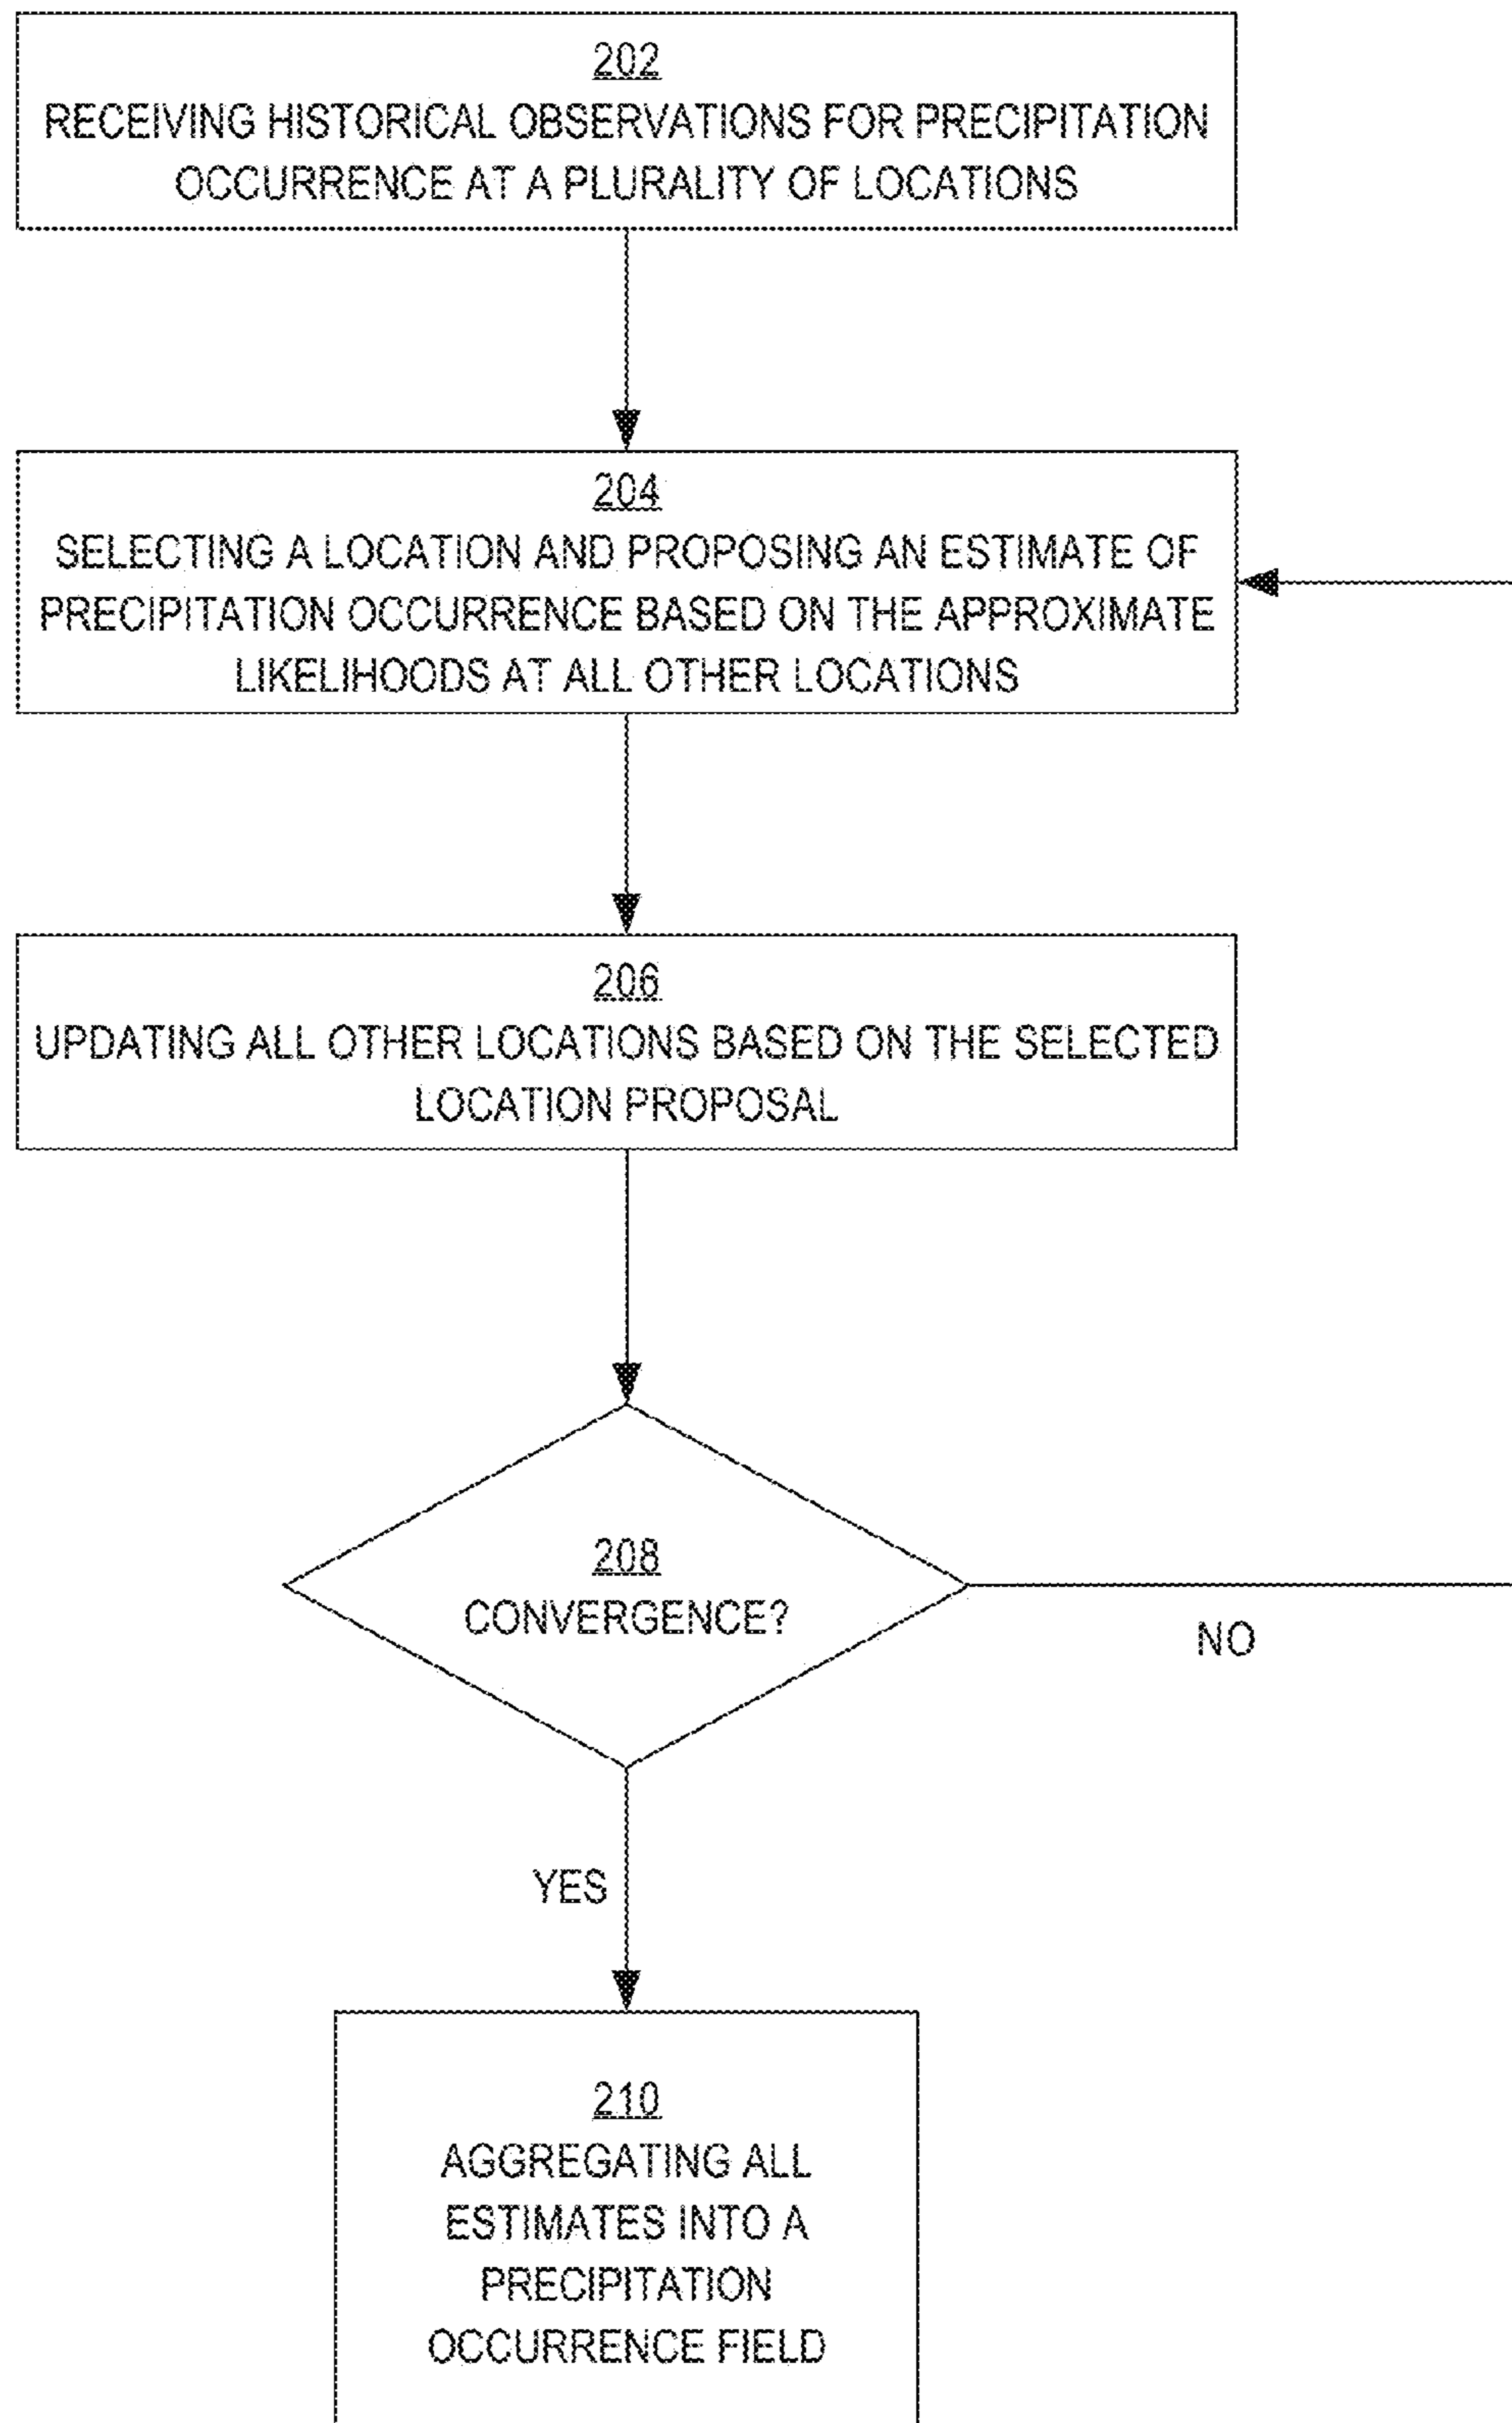 202
RECEIVING HISTORICAL OBSERVATIONS FOR PRECIPITATION
OCCURRENCE AT A PLURALITY OF LOCATIONS
204
SELECTING A LOCATION AND PROPOSING AN ESTIMATE OF
PRECIPITATION OCCURRENCE BASED ON THE APPROXIMATE
LIKELIHOODS AT ALL OTHER LOCATIONS
206
UPDATING ALL OTHER LOCATIONS BASED ON THE SELECTED
LOCATION PROPOSAL
208
CONVERGENCE?
NO
YES
210
AGGREGATING ALL
ESTIMATES INTO A
PRECIPITATION
OCCURRENCE FIELD